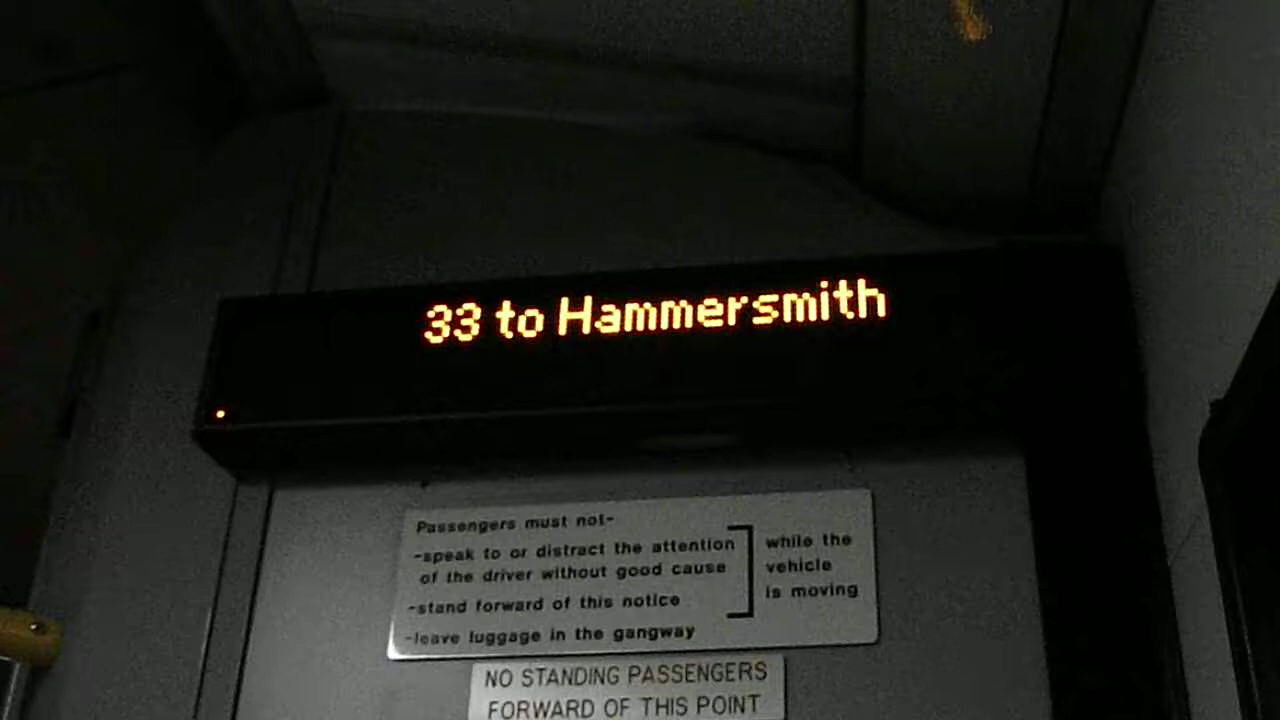 33 to Hammersmith
Passengers must not-
-speak to or distract the attention
of the driver without good cause
-stand forward of this notice
while the
vehicle
is moving
-leave luggage in the gangway
NO STANDING PASSENGERS
FORWARD OF THIS POINT